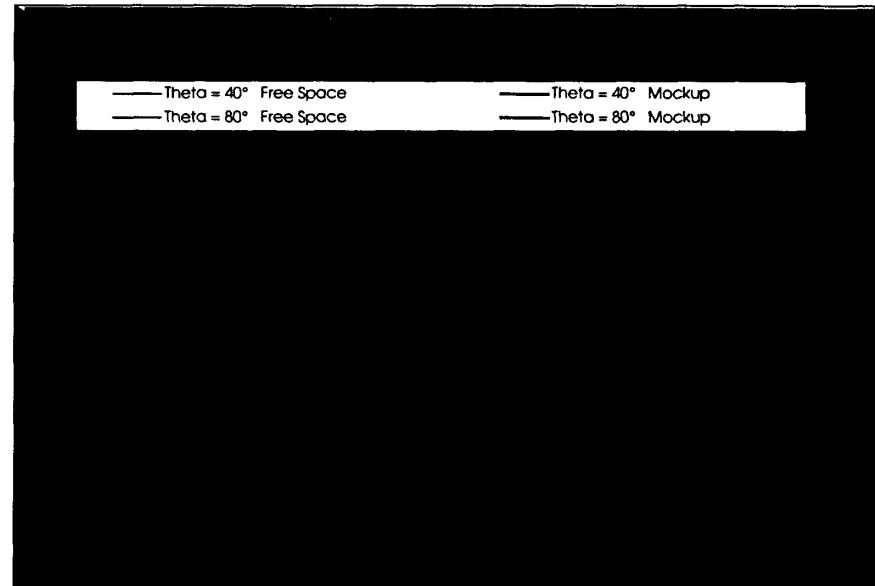 Theta = 40° Free Space Theta = 40° Mockup
Theta = 80° Free Space Theta = 80° Mockup